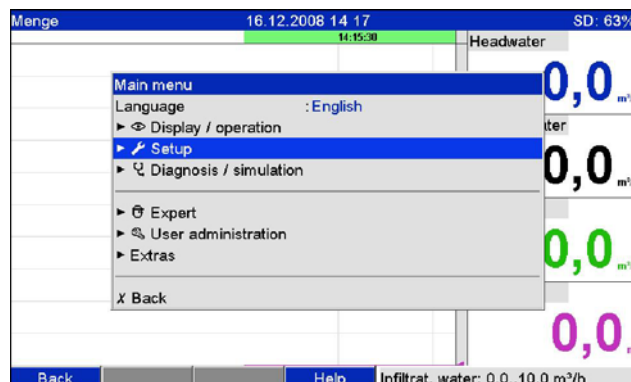 Menge 16.12.2008 14 17 SD: 63%
14:15:30
Headwater
0,0
Main menu
Language : English
Display / operation
Setup
Diagnosis / simulation
Expert
User administration
Extras
X Back
0,0
0,0
0,0
Back Help Infiltrat. water: 0,0..10,0 m³/h